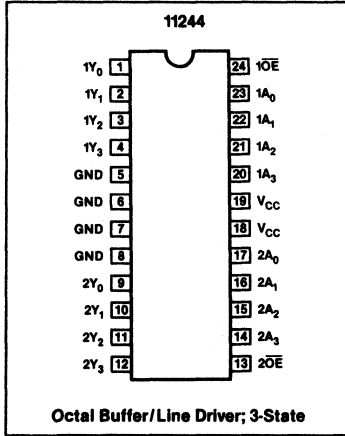 11244
1Y0 1 24 1O̅E̅
1Y1 2 23 1A0
1Y2 3 22 1A1
1Y3 4 21 1A2
GND 5 20 1A3
GND 6 19 VCC
GND 7 18 VCC
GND 8 17 2A0
2Y0 9 16 2A1
2Y1 10 15 2A2
2Y2 11 14 2A3
2Y3 12 13 2O̅E̅
Octal Buffer/Line Driver; 3-State